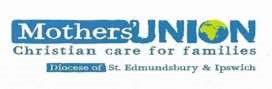 Mothers' UNION
Christian care for families
Diocese of St. Edmundsbury & Ipswich